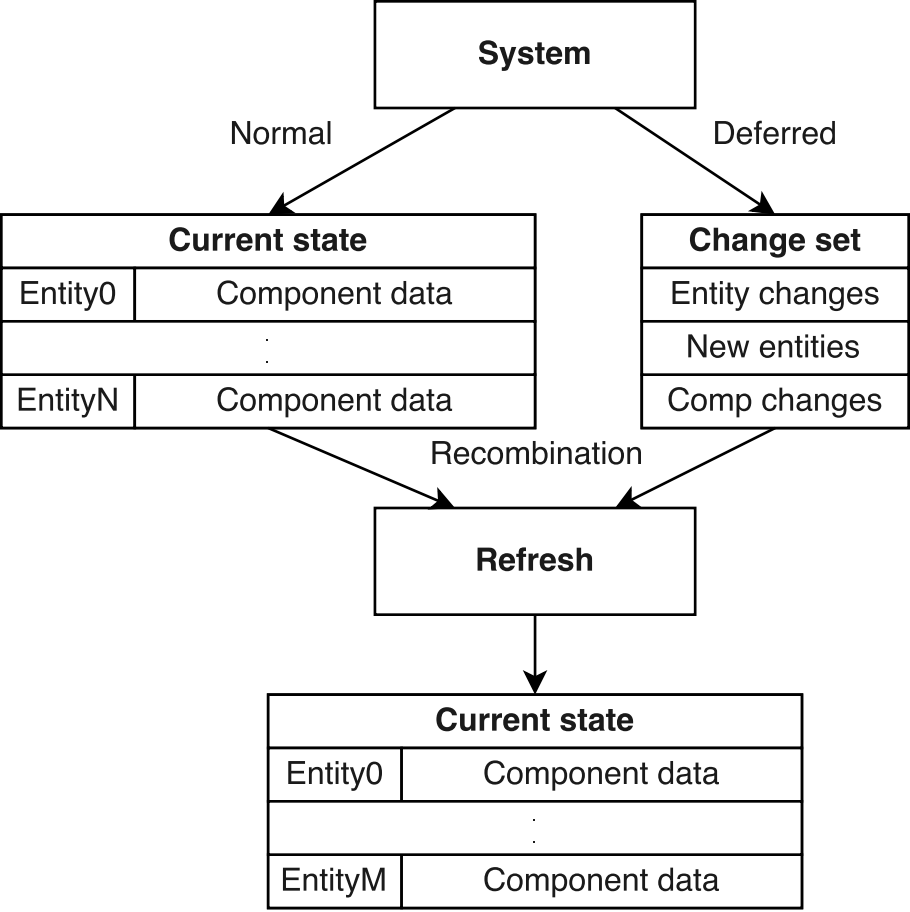 System
Normal
Deferred
Current state
Entity0 Component data
:
EntityN Component data
Change set
Entity changes
New entities
Comp changes
Recombination
Refresh
Current state
Entity0 Component data
:
EntityM Component data